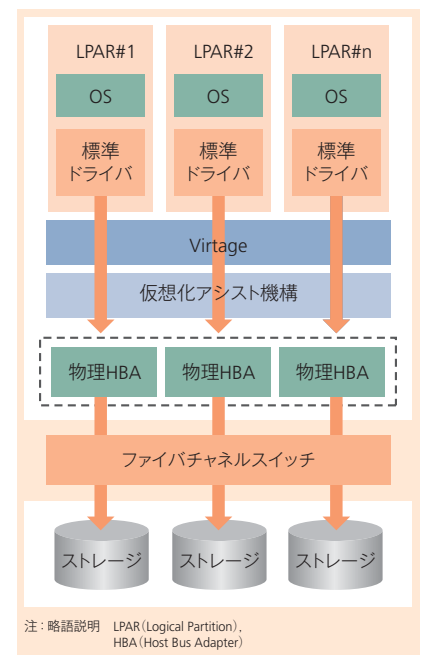 LPAR#1 LPAR#2 LPAR#n
OS OS OS
標準 標準 標準
ドライバ ドライバ ドライバ
Virtage
仮想化アシスト機構
物理HBA 物理HBA 物理HBA
ファイバチャネルスイッチ
ストレージ ストレージ ストレージ
注:略語説明 LPAR(Logical Partition),
HBA(Host Bus Adapter)